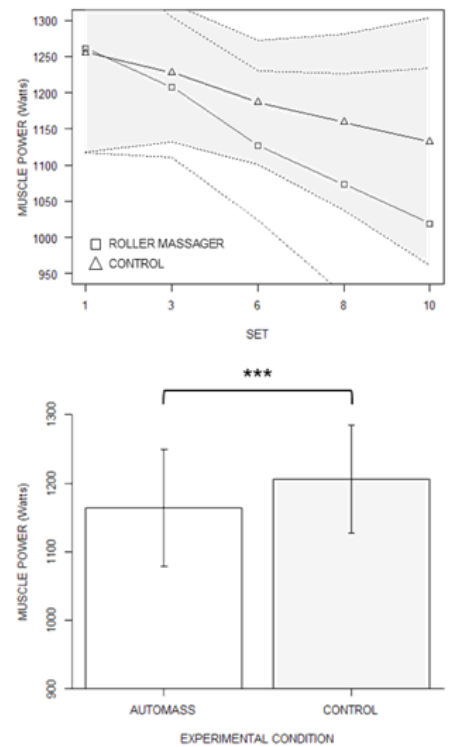 MUSCLE POWER (Watts)
1300
1250
1200
1150
1100
1050
1000
950
ROLLER MASSAGER
CONTROL
1
3
6
8
10
SET
***
MUSCLE POWER (Watts)
1300
1200
1100
1000
900
AUTOMASS
CONTROL
EXPERIMENTAL CONDITION